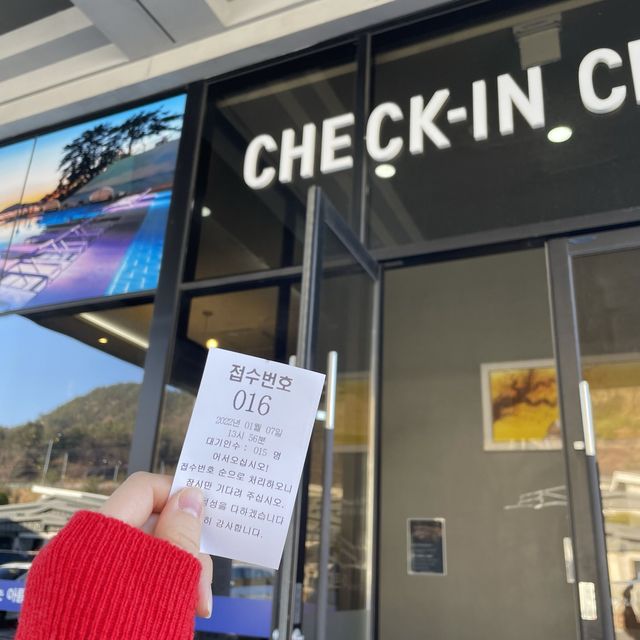 CHECK-IN
접수번호
016
2022년 01월 07일
13시 56분
대기인수 : 015 명
어서오십시오!
접수번호 순으로 처리하오니
잠시만 기다려 주십시오.
성을 다하겠습니다
감사합니다.